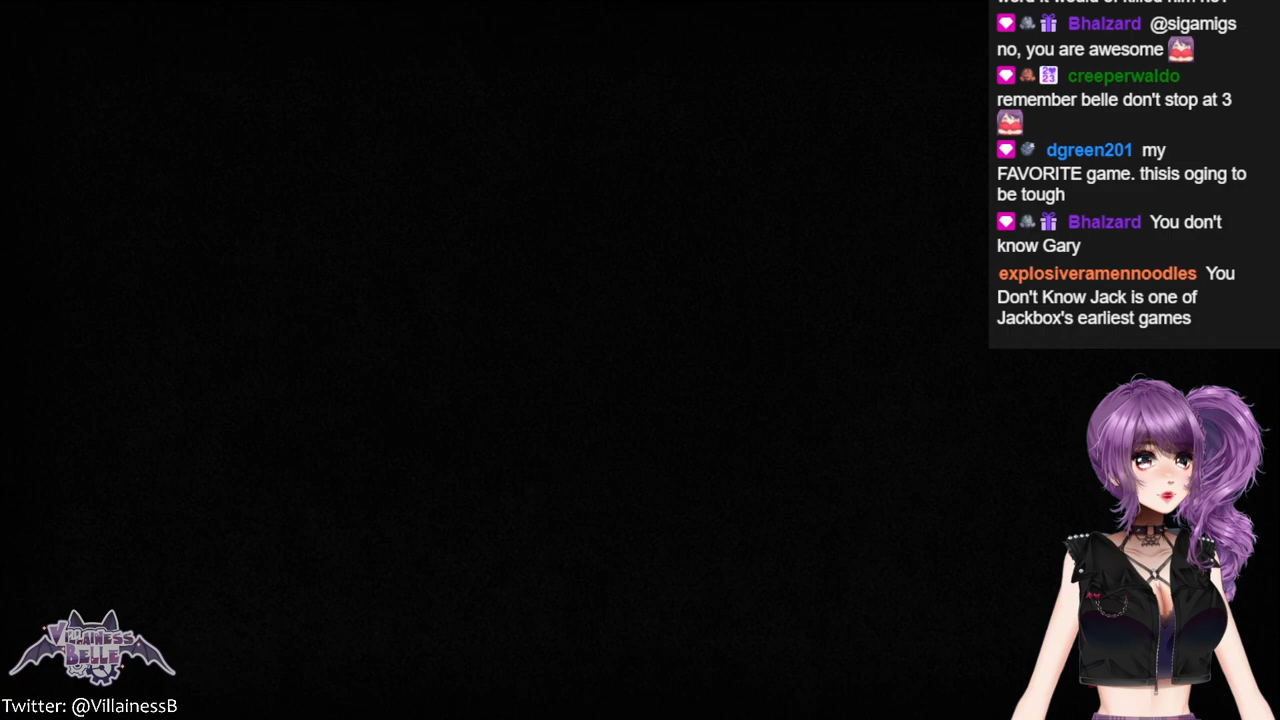 Bhalzard @sigamigs
no, you are awesome
creeperwaldo
remember belle don't stop at 3
dgreen201 my
FAVORITE game. thisis oging to
be tough
Bhalzard You don't
know Gary
explosiveramennoodles You
Don't Know Jack is one of
Jackbox's earliest games
VILLAINESS
BELLE
Twitter: @VillainessB